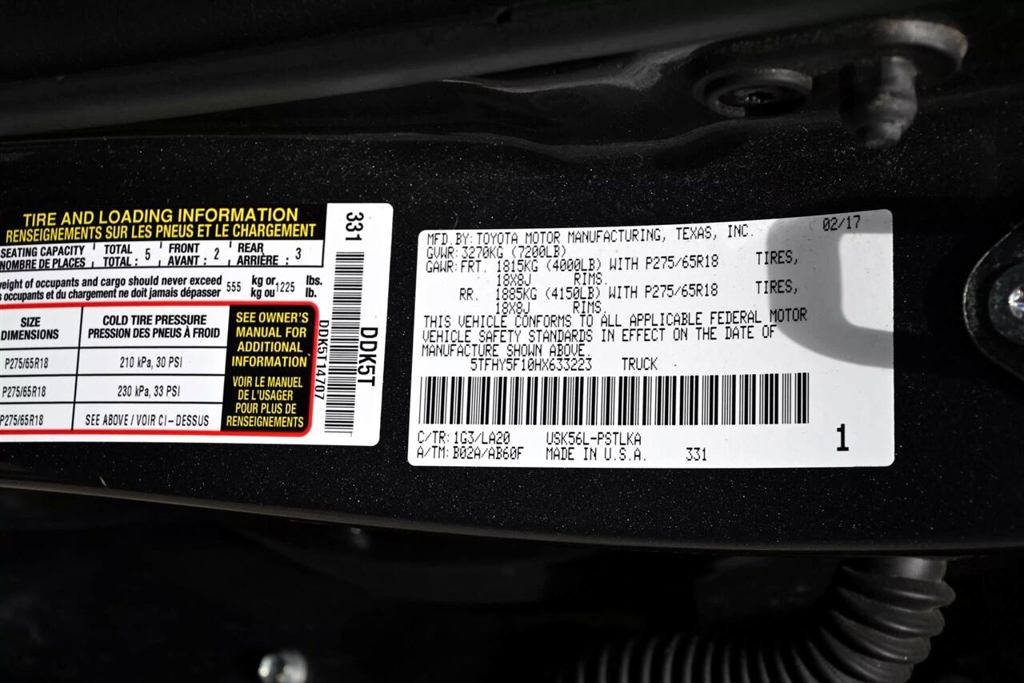 TIRE AND LOADING INFORMATION
RENSEIGNEMENTS SUR LES PNEUS ET LE CHARGEMENT
SEATING CAPACITY TOTAL 5 FRONT 2 REAR 3
NOMBRE DE PLACES TOTAL : AVANT : ARRIÈRE :
weight of occupants and cargo should never exceed 555 kg or 225 lbs.
s occupants et du chargement ne doit jamais dépasser kg ou lb.
SIZE COLD TIRE PRESSURE
DIMENSIONS PRESSION DES PNEUS À FROID
P275/65R18 210 kPa, 30 PSI
P275/65R18 230 kPa, 33 PSI
P275/65R18 SEE ABOVE / VOIR CI-DESSUS
SEE OWNER'S
MANUAL FOR
ADDITIONAL
INFORMATION
VOIR LE MANUEL
DE L'USAGER
POUR PLUS DE
RENSEIGNEMENTS
331
DDK5T14707
DDK5T
MFD.BY:TOYOTA MOTOR MANUFACTURING, TEXAS, INC. 02/17
GVWR:3270KG (7200LB)
GAWR:FRT. 1815KG (4000LB) WITH P275/65R18 TIRES,
18X8J RIMS.
RR. 1885KG (4150LB) WITH P275/65R18 TIRES,
18X8J RIMS.
THIS VEHICLE CONFORMS TO ALL APPLICABLE FEDERAL MOTOR
VEHICLE SAFETY STANDARDS IN EFFECT ON THE DATE OF
MANUFACTURE SHOWN ABOVE.
5TFHY5F10HX633223 TRUCK
C/TR: 1G3/LA20 USK56L-PSTLKA
A/TM: B02A/AB60F MADE IN U.S.A. 331
1